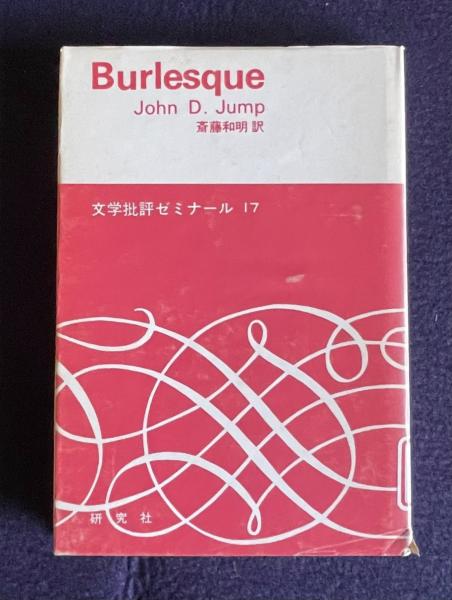 Burlesque
John D. Jump
斎藤和明 訳
文学批評ゼミナール 17
研究社